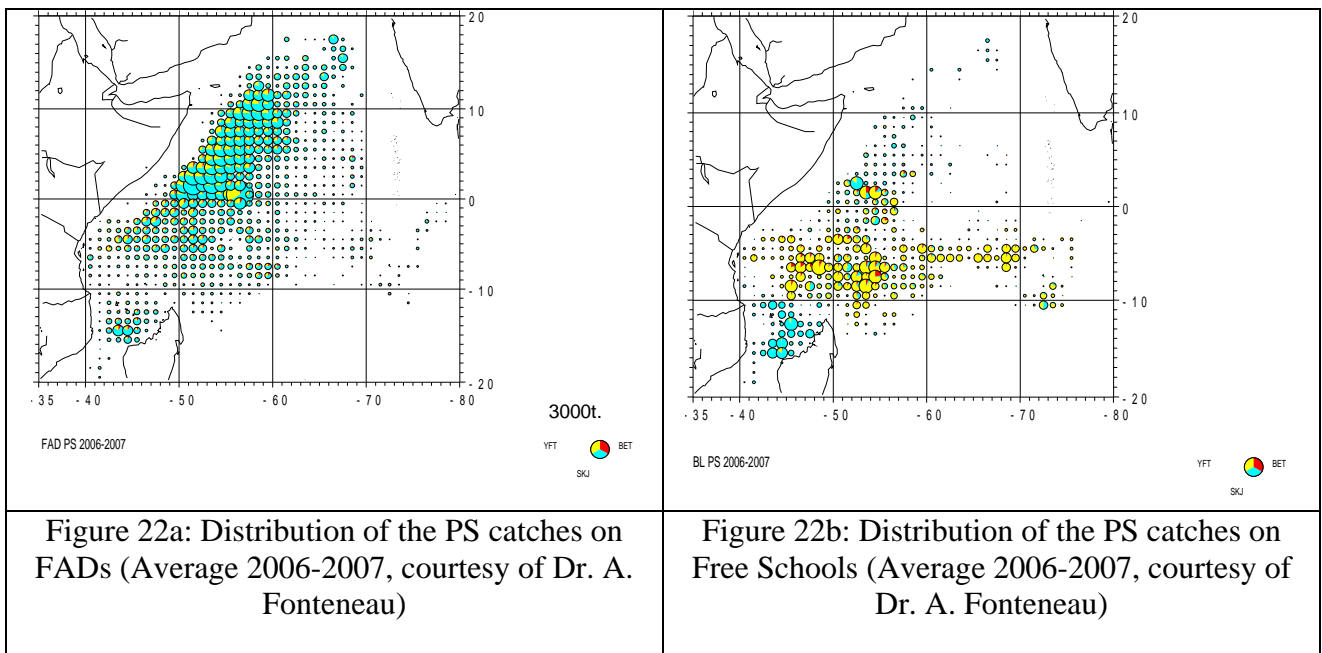 20
10
0
- 10
- 20
- 35 - 40 - 50 - 60 - 70 - 80
3000t.
FAD PS 2006-2007
YFT BET
SKJ
Figure 22a: Distribution of the PS catches on
FADs (Average 2006-2007, courtesy of Dr. A.
Fonteneau)
20
10
0
- 10
- 20
- 35 - 40 - 50 - 60 - 70 - 80
BL PS 2006-2007
YFT BET
SKJ
Figure 22b: Distribution of the PS catches on
Free Schools (Average 2006-2007, courtesy of
Dr. A. Fonteneau)